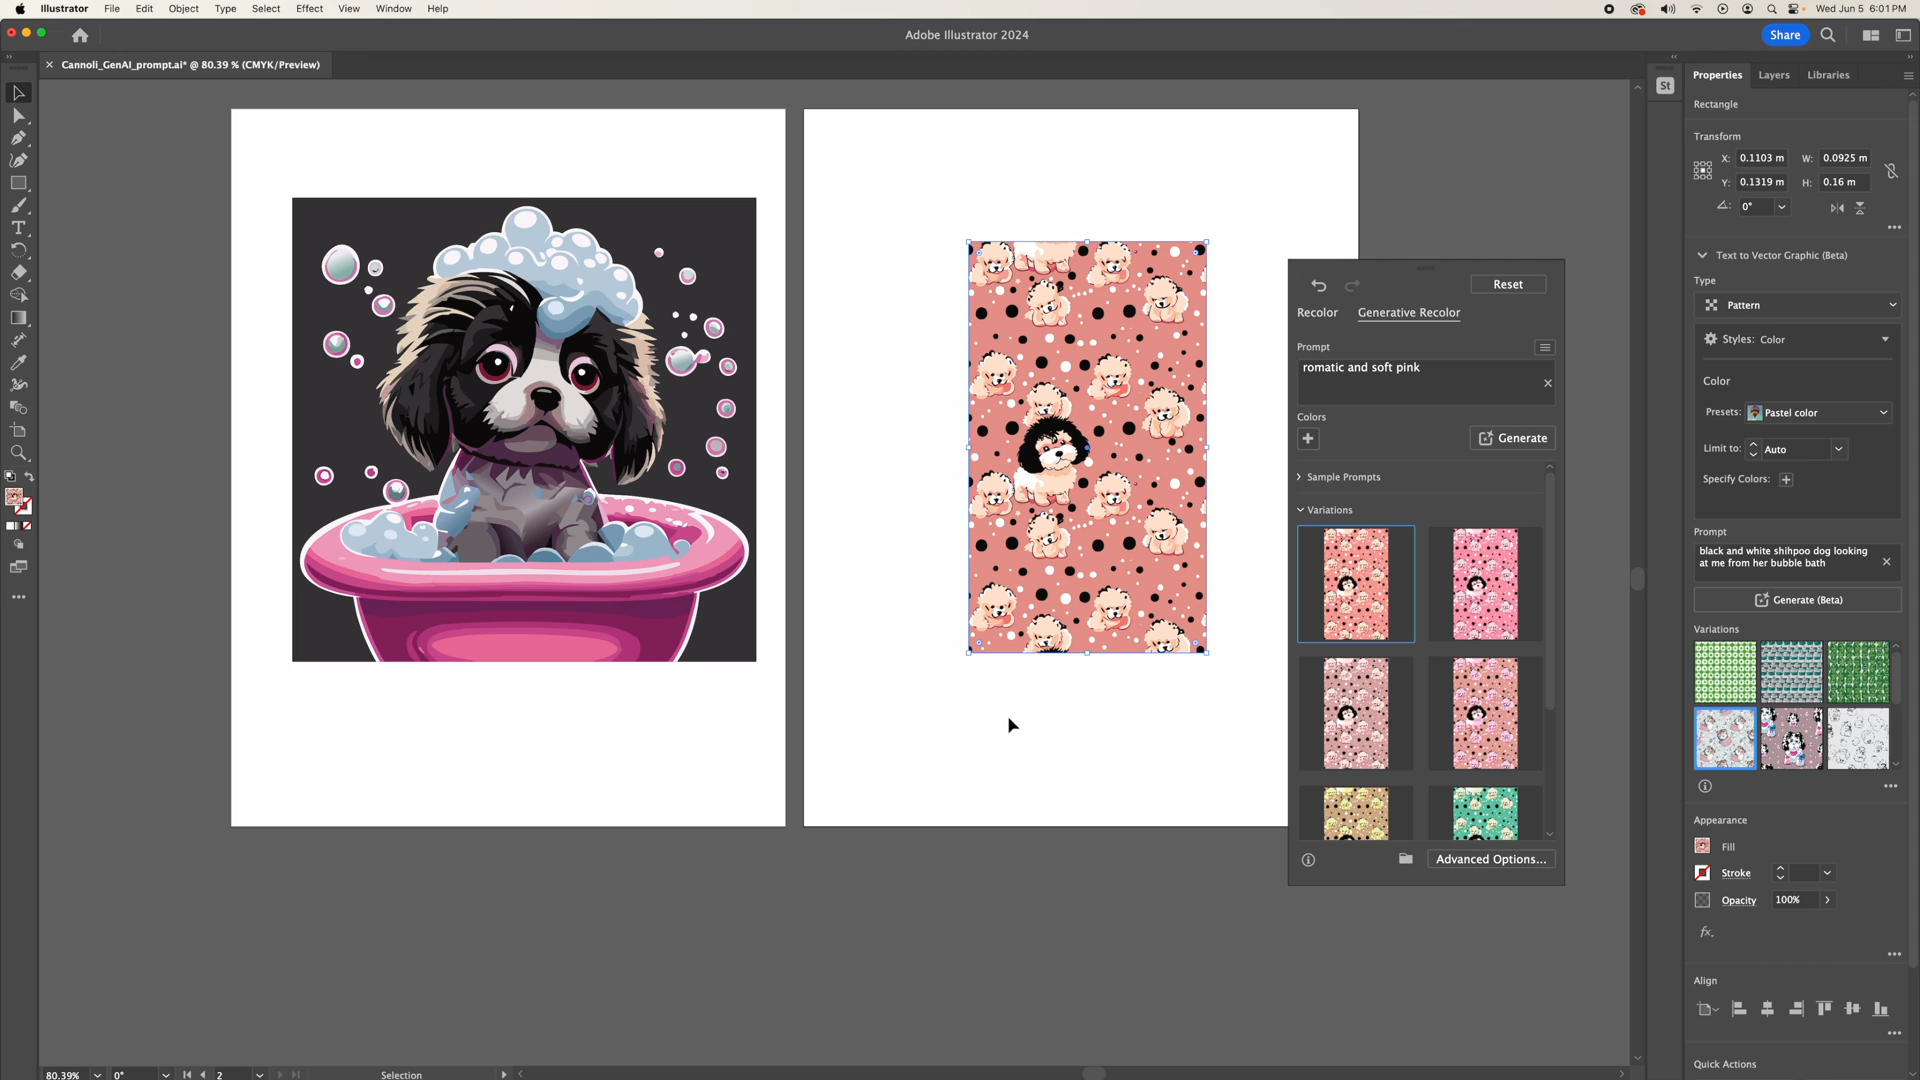 Illustrator File Edit Object Type Select Effect View Window Help
Wed Jun 5 6:01 PM
Adobe Illustrator 2024
Share
Cannoli_GenAI_prompt.ai* @ 80.39 % (CMYK/Preview)
St
Properties Layers Libraries
Rectangle
Transform
X: 0.1103 m W: 0.0925 m
Y: 0.1319 m H: 0.16 m
0°
Text to Vector Graphic (Beta)
Type
Pattern
Styles: Color
Color
Presets: Pastel color
Limit to: Auto
Specify Colors:
Prompt
black and white shihpoo dog looking
at me from her bubble bath
Generate (Beta)
Variations
Appearance
Fill
Stroke
Opacity 100%
fx.
Align
Quick Actions
Reset
Recolor Generative Recolor
Prompt
romatic and soft pink
Colors
Generate
Sample Prompts
Variations
Advanced Options...
80.39% 0° 2 Selection